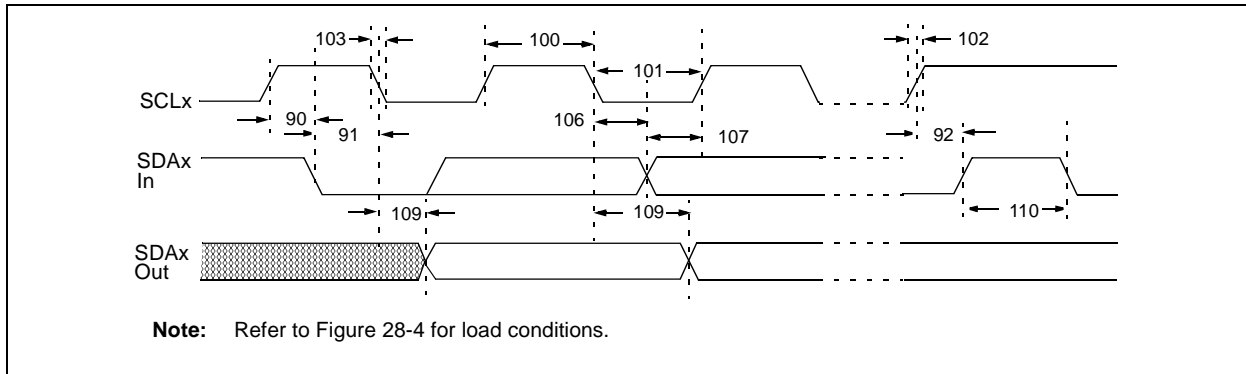 103
100
102
101
SCLx
90
91
106
107
92
SDAx
In
109
109
110
SDAx
Out
Note: Refer to Figure 28-4 for load conditions.